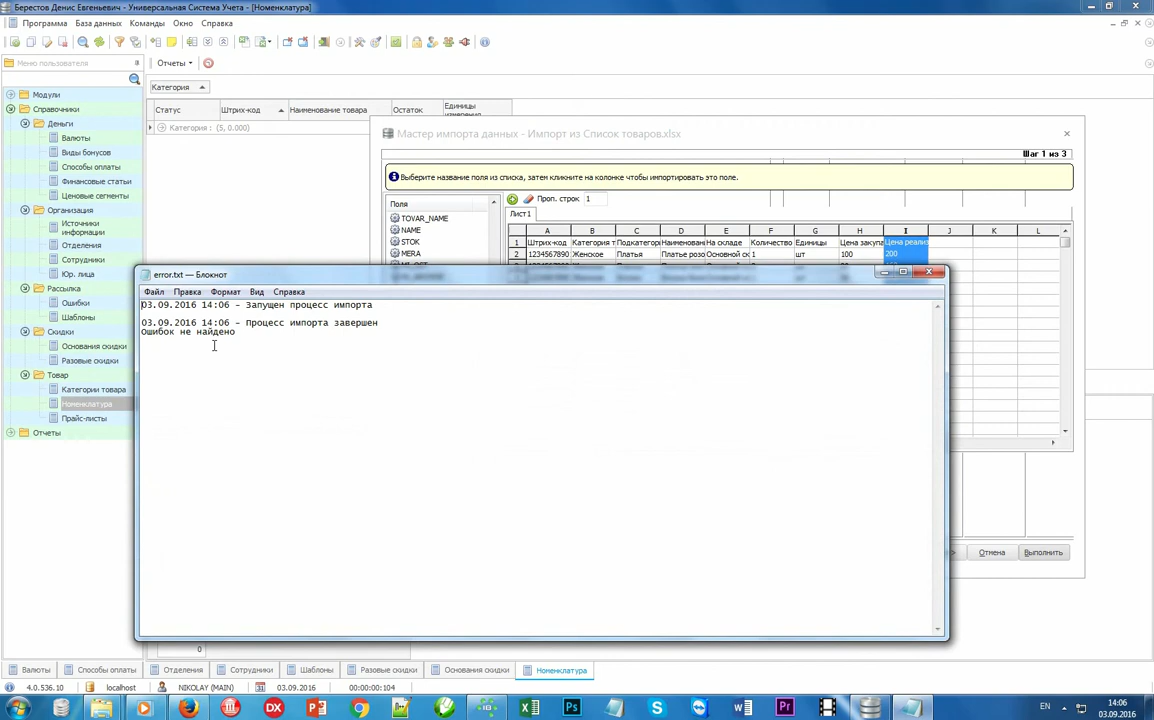 Берестов Денис Евгеньевич - Универсальная Система Учета - [Номенклатура]
Программа База данных Команды Окно Справка
Меню пользователя
Отчеты
Модули
Справочники
Деньги
Валюты
Виды бонусов
Способы оплаты
Финансовые статьи
Ценовые сегменты
Организация
Источники
информации
Отделения
Сотрудники
Юр. лица
Рассылка
Ошибки
Шаблоны
Скидки
Основания скидки
Разовые скидки
Товар
Категории товара
Номенклатура
Прайс-листы
Отчеты
Категория
Статус Штрих-код Наименование товара Остаток Единицы
Категория : (5, 0.000)
Мастер импорта данных - Импорт из Список товаров.xlsx
Шаг 1 из 3
Выберите название поля из списка, затем кликните на колонке чтобы импортировать это поле.
Поля
TOVAR_NAME
NAME
STOK
MERA
Проп. строк 1
Лист1
A B C D E F G H I J K L
1 Штрих-код Категория т Подкатегор Наименовани На складе Количество Единицы Цена закупа Цена реализ
2 1234567890 Женское Платья Платье розо Основной ск 1 шт 100 200
error.txt — Блокнот
Файл Правка Формат Вид Справка
03.09.2016 14:06 - Запущен процесс импорта
03.09.2016 14:06 - Процесс импорта завершен
Ошибок не найдено
> Отмена Выполнить
0
Валюты Способы оплаты Отделения Сотрудники Шаблоны Разовые скидки Основания скидки Номенклатура
4.0.536.10 localhost NIKOLAY (MAIN) 03.09.2016 00:00:00:104
EN 14:06
03.09.2016